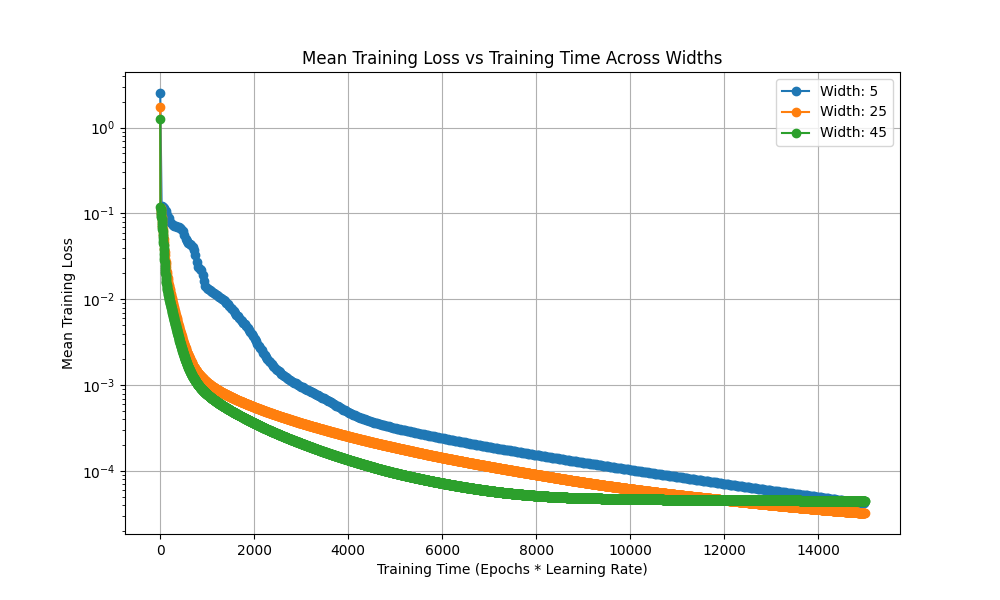 Mean Training Loss vs Training Time Across Widths
Width: 5
Width: 25
Width: 45
Mean Training Loss
10⁰
10⁻¹
10⁻²
10⁻³
10⁻⁴
0 2000 4000 6000 8000 10000 12000 14000
Training Time (Epochs * Learning Rate)